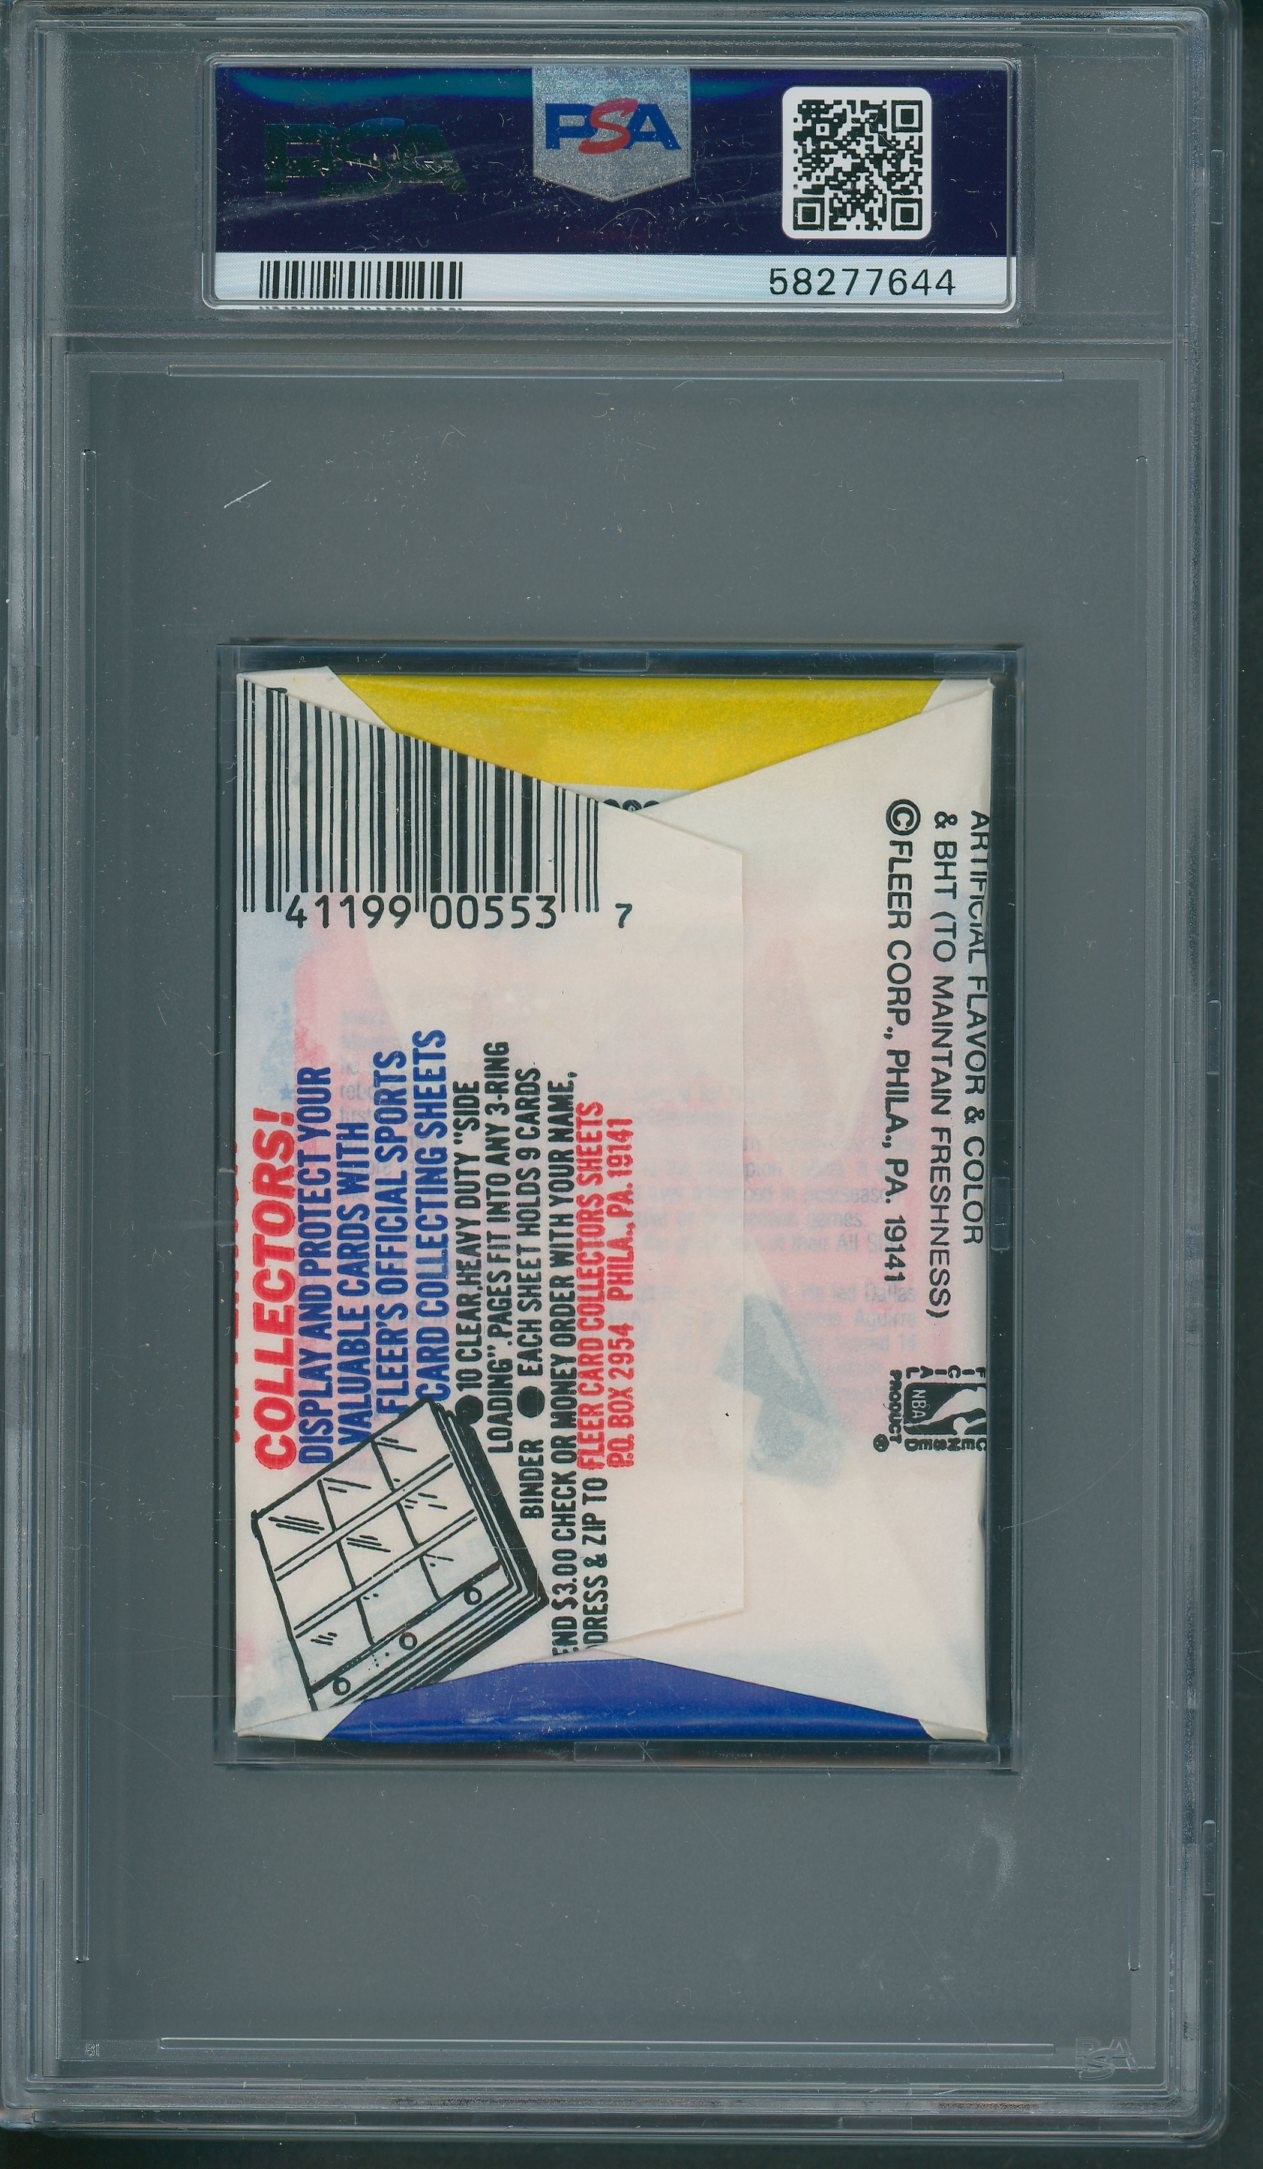 PSA
PSA
58277644
41199 00553 7
COLLECTORS!
DISPLAY AND PROTECT YOUR
VALUABLE CARDS WITH
FLEER'S OFFICIAL SPORTS
CARD COLLECTING SHEETS
● 10 CLEAR, HEAVY DUTY "SIDE
LOADING" PAGES FIT INTO ANY 3-RING
BINDER ● EACH SHEET HOLDS 9 CARDS
END $3.00 CHECK OR MONEY ORDER WITH YOUR NAME,
DRESS & ZIP TO FLEER CARD COLLECTORS SHEETS
P.O. BOX 2954 PHILA., PA. 19141
ARTIFICIAL FLAVOR & COLOR
& BHT (TO MAINTAIN FRESHNESS)
©FLEER CORP., PHILA., PA. 19141
NBA
PRODUCT
PSA